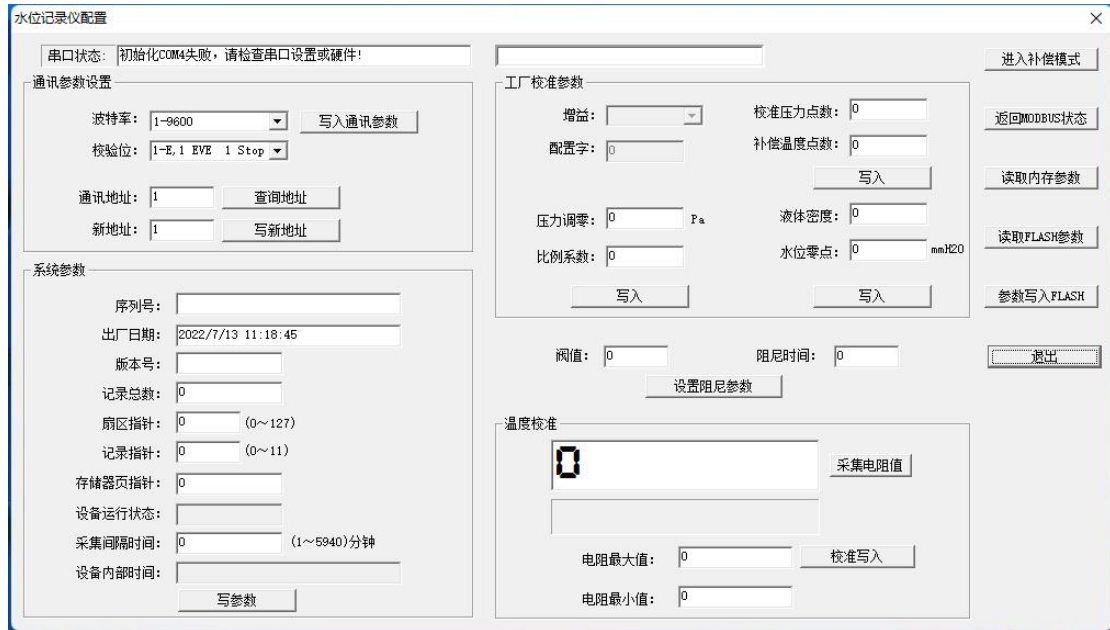 水位记录仪配置
串口状态: 初始化COM4失败，请检查串口设置或硬件!
通讯参数设置
波特率: 1-9600 写入通讯参数
校验位: 1-E,1 EVE 1 Stop
通讯地址: 1 查询地址
新地址: 1 写新地址
系统参数
序列号:
出厂日期: 2022/7/13 11:18:45
版本号:
记录总数: 0
扇区指针: 0 (0～127)
记录指针: 0 (0～11)
存储器页指针: 0
设备运行状态:
采集间隔时间: 0 (1～5940)分钟
设备内部时间:
写参数
工厂校准参数
增益: 校准压力点数: 0
配置字: 0 补偿温度点数: 0
写入
压力调零: 0 Pa 液体密度: 0
比例系数: 0 水位零点: 0 mmH2O
写入 写入
阀值: 0 阻尼时间: 0
设置阻尼参数
温度校准
0 采集电阻值
电阻最大值: 0 校准写入
电阻最小值: 0
进入补偿模式
返回MODBUS状态
读取内存参数
读取FLASH参数
参数写入FLASH
退出